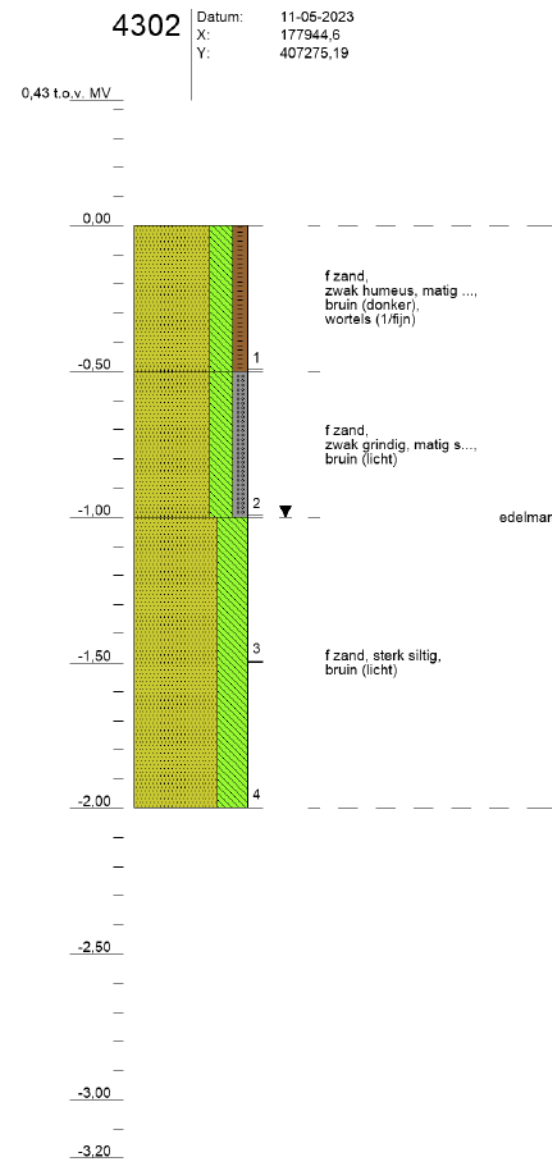 4302
Datum: 11-05-2023
X: 177944,6
Y: 407275,19
0,43 t.o.v. MV
0,00
f zand,
zwak humeus, matig ...,
bruin (donker),
wortels (1/fijn)
1
-0,50
f zand,
zwak grindig, matig s...,
bruin (licht)
2
-1,00
edelmar
3
f zand, sterk siltig,
bruin (licht)
-1,50
4
-2,00
-2,50
-3,00
-3,20